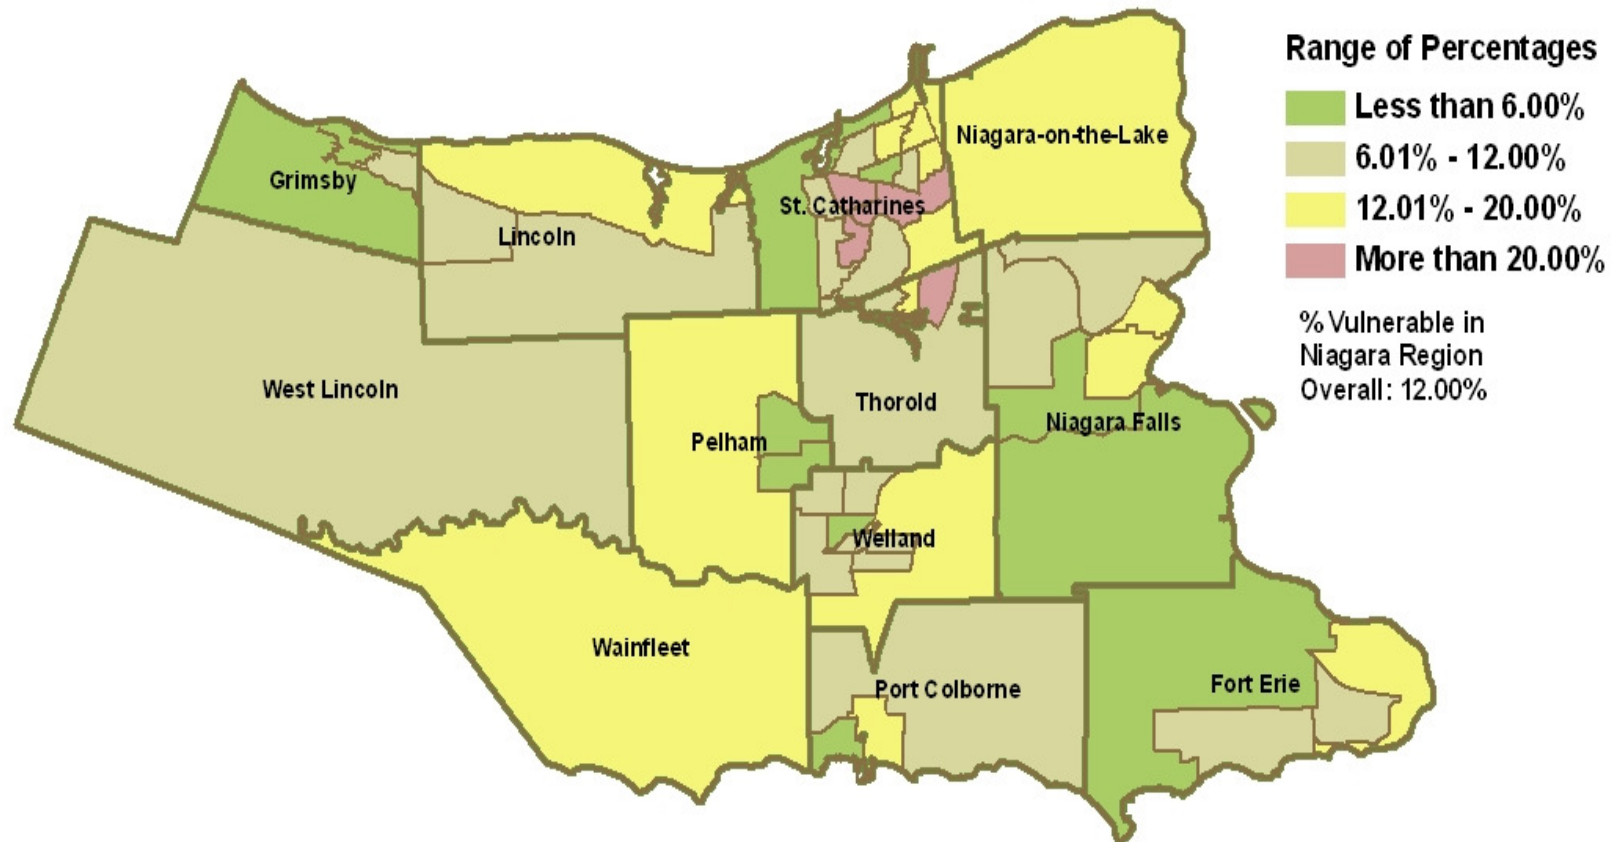 Range of Percentages
Less than 6.00%
6.01% - 12.00%
12.01% - 20.00%
More than 20.00%
% Vulnerable in
Niagara Region
Overall: 12.00%
Niagara-on-the-Lake
Grimsby
St. Catharines
Lincoln
West Lincoln
Thorold
Niagara Falls
Pelham
Welland
Wainfleet
Fort Erie
Port Colborne